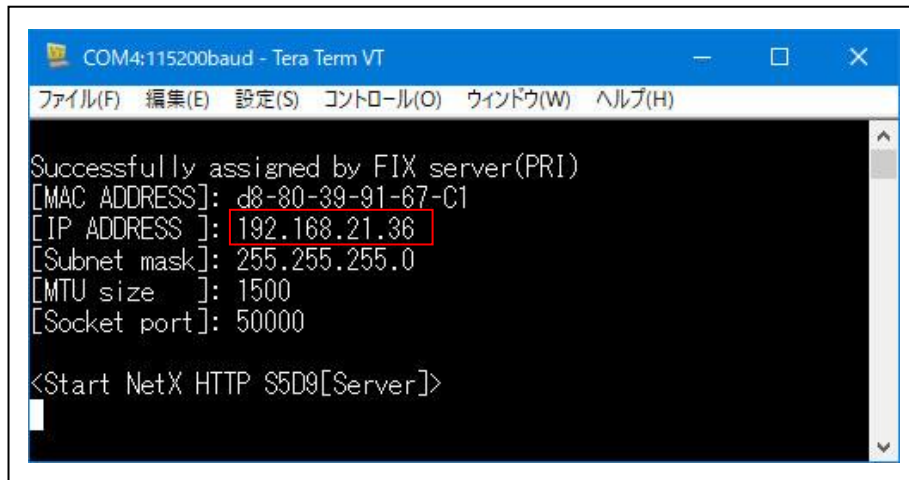 COM4:115200baud - Tera Term VT
ファイル(F) 編集(E) 設定(S) コントロール(O) ウィンドウ(W) ヘルプ(H)
Successfully assigned by FIX server(PRI)
[MAC ADDRESS]: d8-80-39-91-67-C1
[IP ADDRESS ]: 192.168.21.36
[Subnet mask]: 255.255.255.0
[MTU size   ]: 1500
[Socket port]: 50000
<Start NetX HTTP S5D9[Server]>